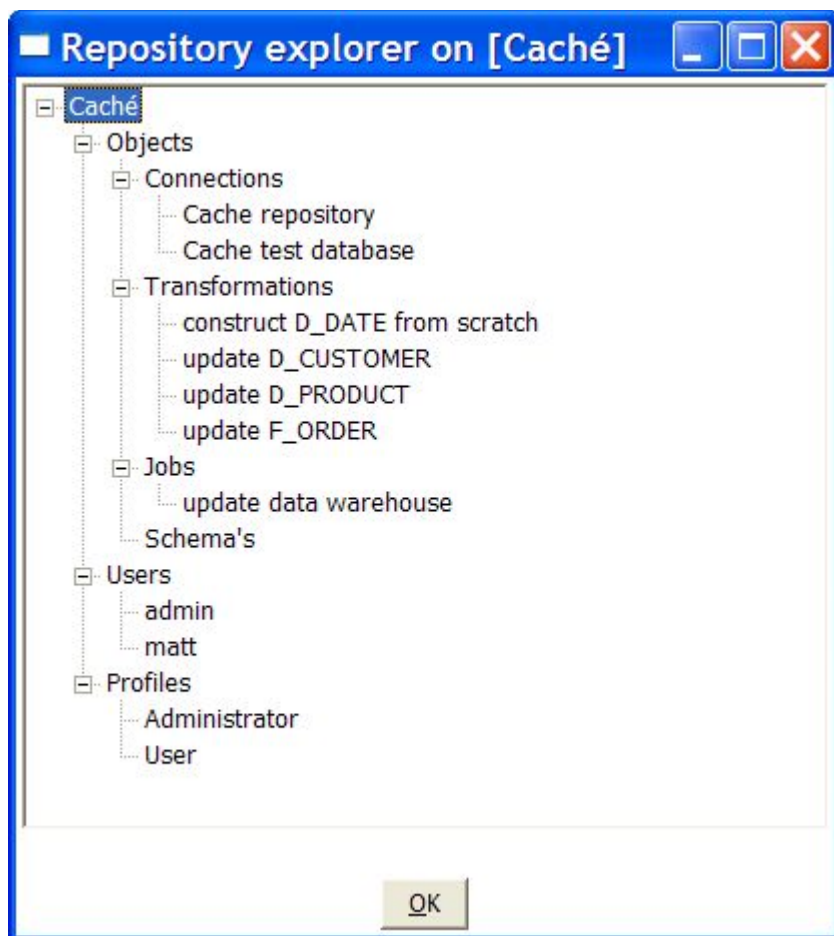 Repository explorer on [Caché]
Caché
Objects
Connections
Cache repository
Cache test database
Transformations
construct D_DATE from scratch
update D_CUSTOMER
update D_PRODUCT
update F_ORDER
Jobs
update data warehouse
Schema's
Users
admin
matt
Profiles
Administrator
User
OK